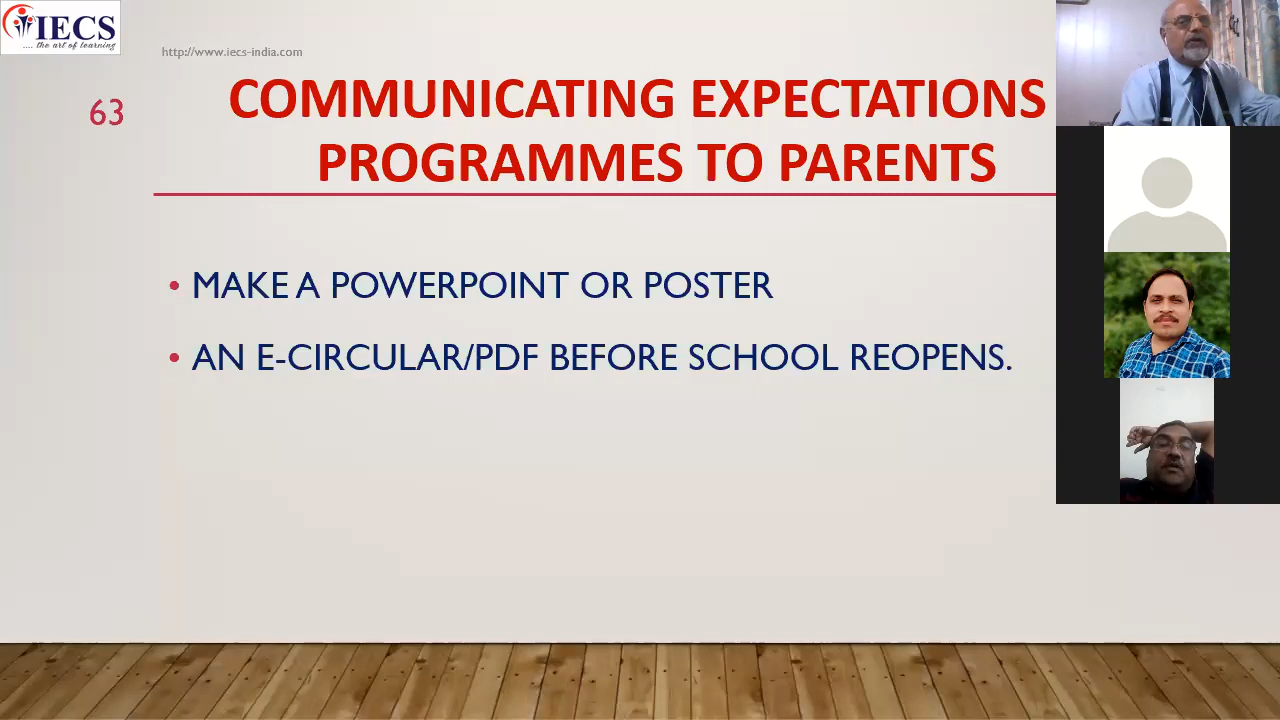 IECS
.... the art of learning
http://www.iecs-india.com
63
COMMUNICATING EXPECTATIONS
PROGRAMMES TO PARENTS
• MAKE A POWERPOINT OR POSTER
• AN E-CIRCULAR/PDF BEFORE SCHOOL REOPENS.